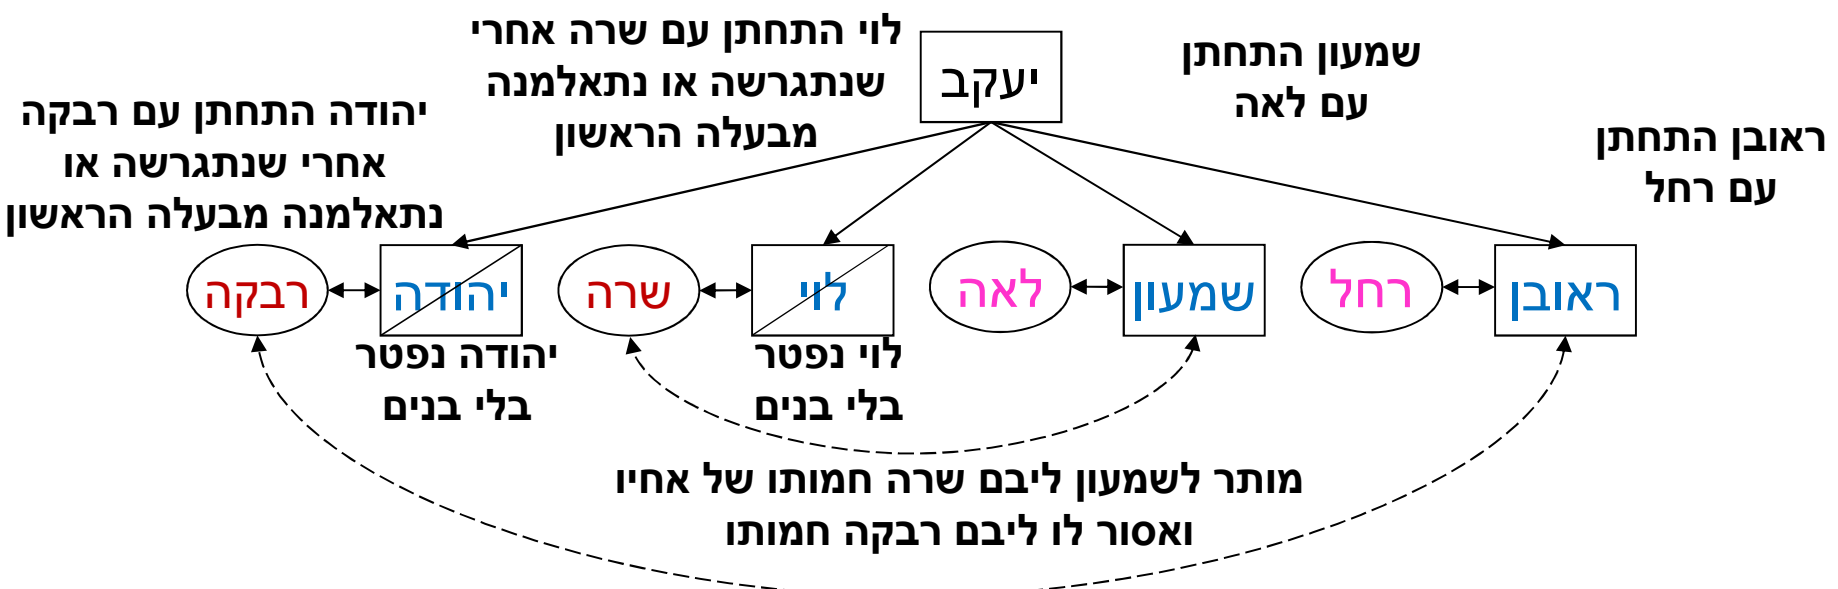 יעקב
שמעון התחתן
עם לאה
ראובן התחתן
עם רחל
לוי התחתן עם שרה אחרי
שנתגרשה או נתאלמנה
מבעלה הראשון
יהודה התחתן עם רבקה
אחרי שנתגרשה או
נתאלמנה מבעלה הראשון
ראובן
רחל
שמעון
לאה
לוי
שרה
יהודה
רבקה
לוי נפטר
בלי בנים
יהודה נפטר
בלי בנים
מותר לשמעון ליבם שרה חמותו של אחיו
ואסור לו ליבם רבקה חמותו